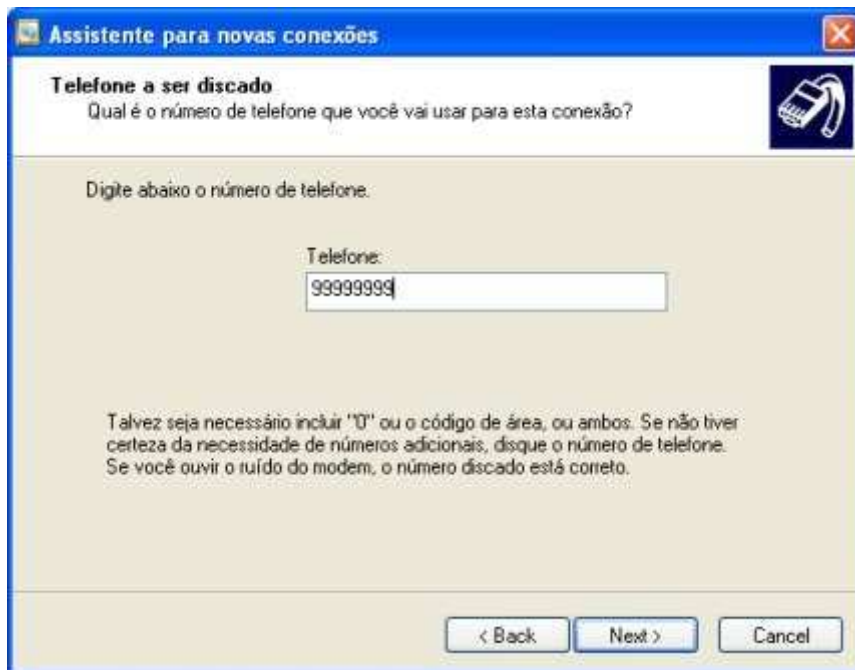 Assistente para novas conexões
Telefone a ser discado
Qual é o número de telefone que você vai usar para esta conexão?
Digite abaixo o número de telefone.
Telefone:
99999999
Talvez seja necessário incluir "0" ou o código de área, ou ambos. Se não tiver
certeza da necessidade de números adicionais, disque o número de telefone.
Se você ouvir o ruído do modem, o número discado está correto.
< Back
Next >
Cancel